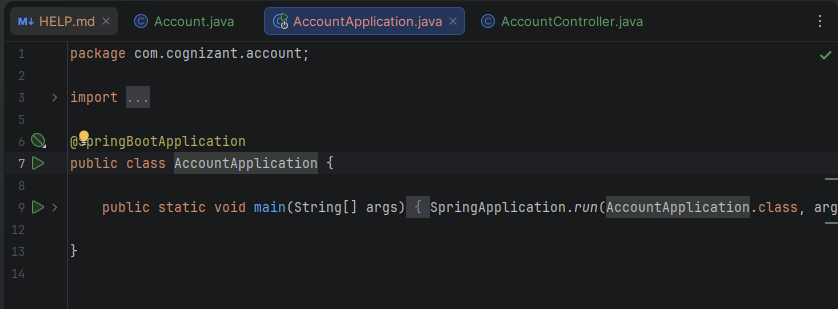 M↓ HELP.md × Account.java AccountApplication.java × AccountController.java
1 package com.cognizant.account;
2
3 import ...
5
6 @SpringBootApplication
7 public class AccountApplication {
8
9 public static void main(String[] args) { SpringApplication.run(AccountApplication.class, arg
12
13 }
14